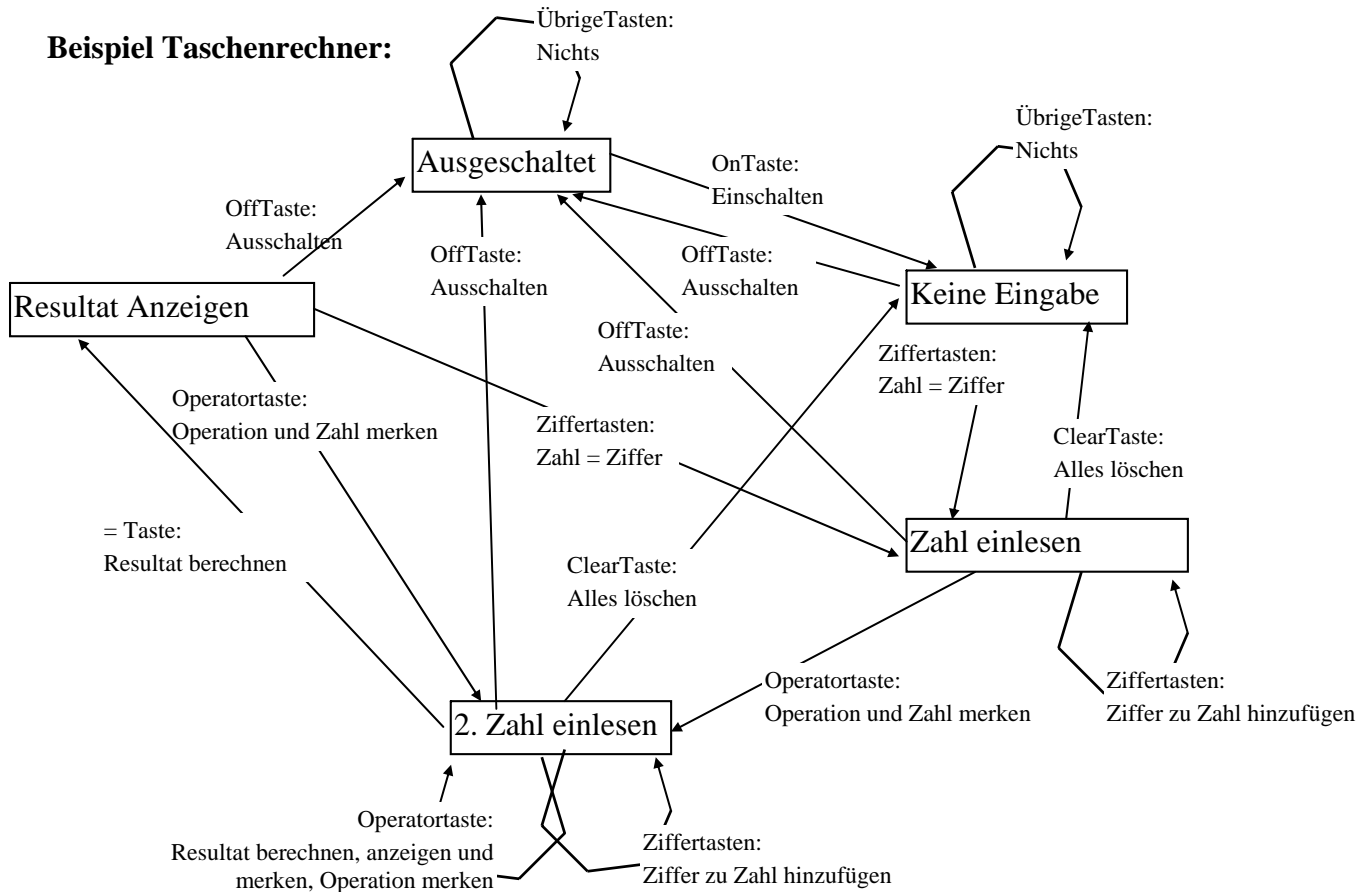 ÜbrigeTasten:
Nichts
Beispiel Taschenrechner:
ÜbrigeTasten:
Nichts
Ausgeschaltet
OnTaste:
Einschalten
OffTaste:
Ausschalten
OffTaste:
Ausschalten
OffTaste:
Ausschalten
Resultat Anzeigen
Keine Eingabe
OffTaste:
Ausschalten
Ziffertasten:
Zahl = Ziffer
Operatortaste:
Operation und Zahl merken
Ziffertasten:
Zahl = Ziffer
ClearTaste:
Alles löschen
= Taste:
Resultat berechnen
Zahl einlesen
ClearTaste:
Alles löschen
Operatortaste:
Operation und Zahl merken
Ziffertasten:
Ziffer zu Zahl hinzufügen
2. Zahl einlesen
Operatortaste:
Resultat berechnen, anzeigen und
merken, Operation merken
Ziffertasten:
Ziffer zu Zahl hinzufügen